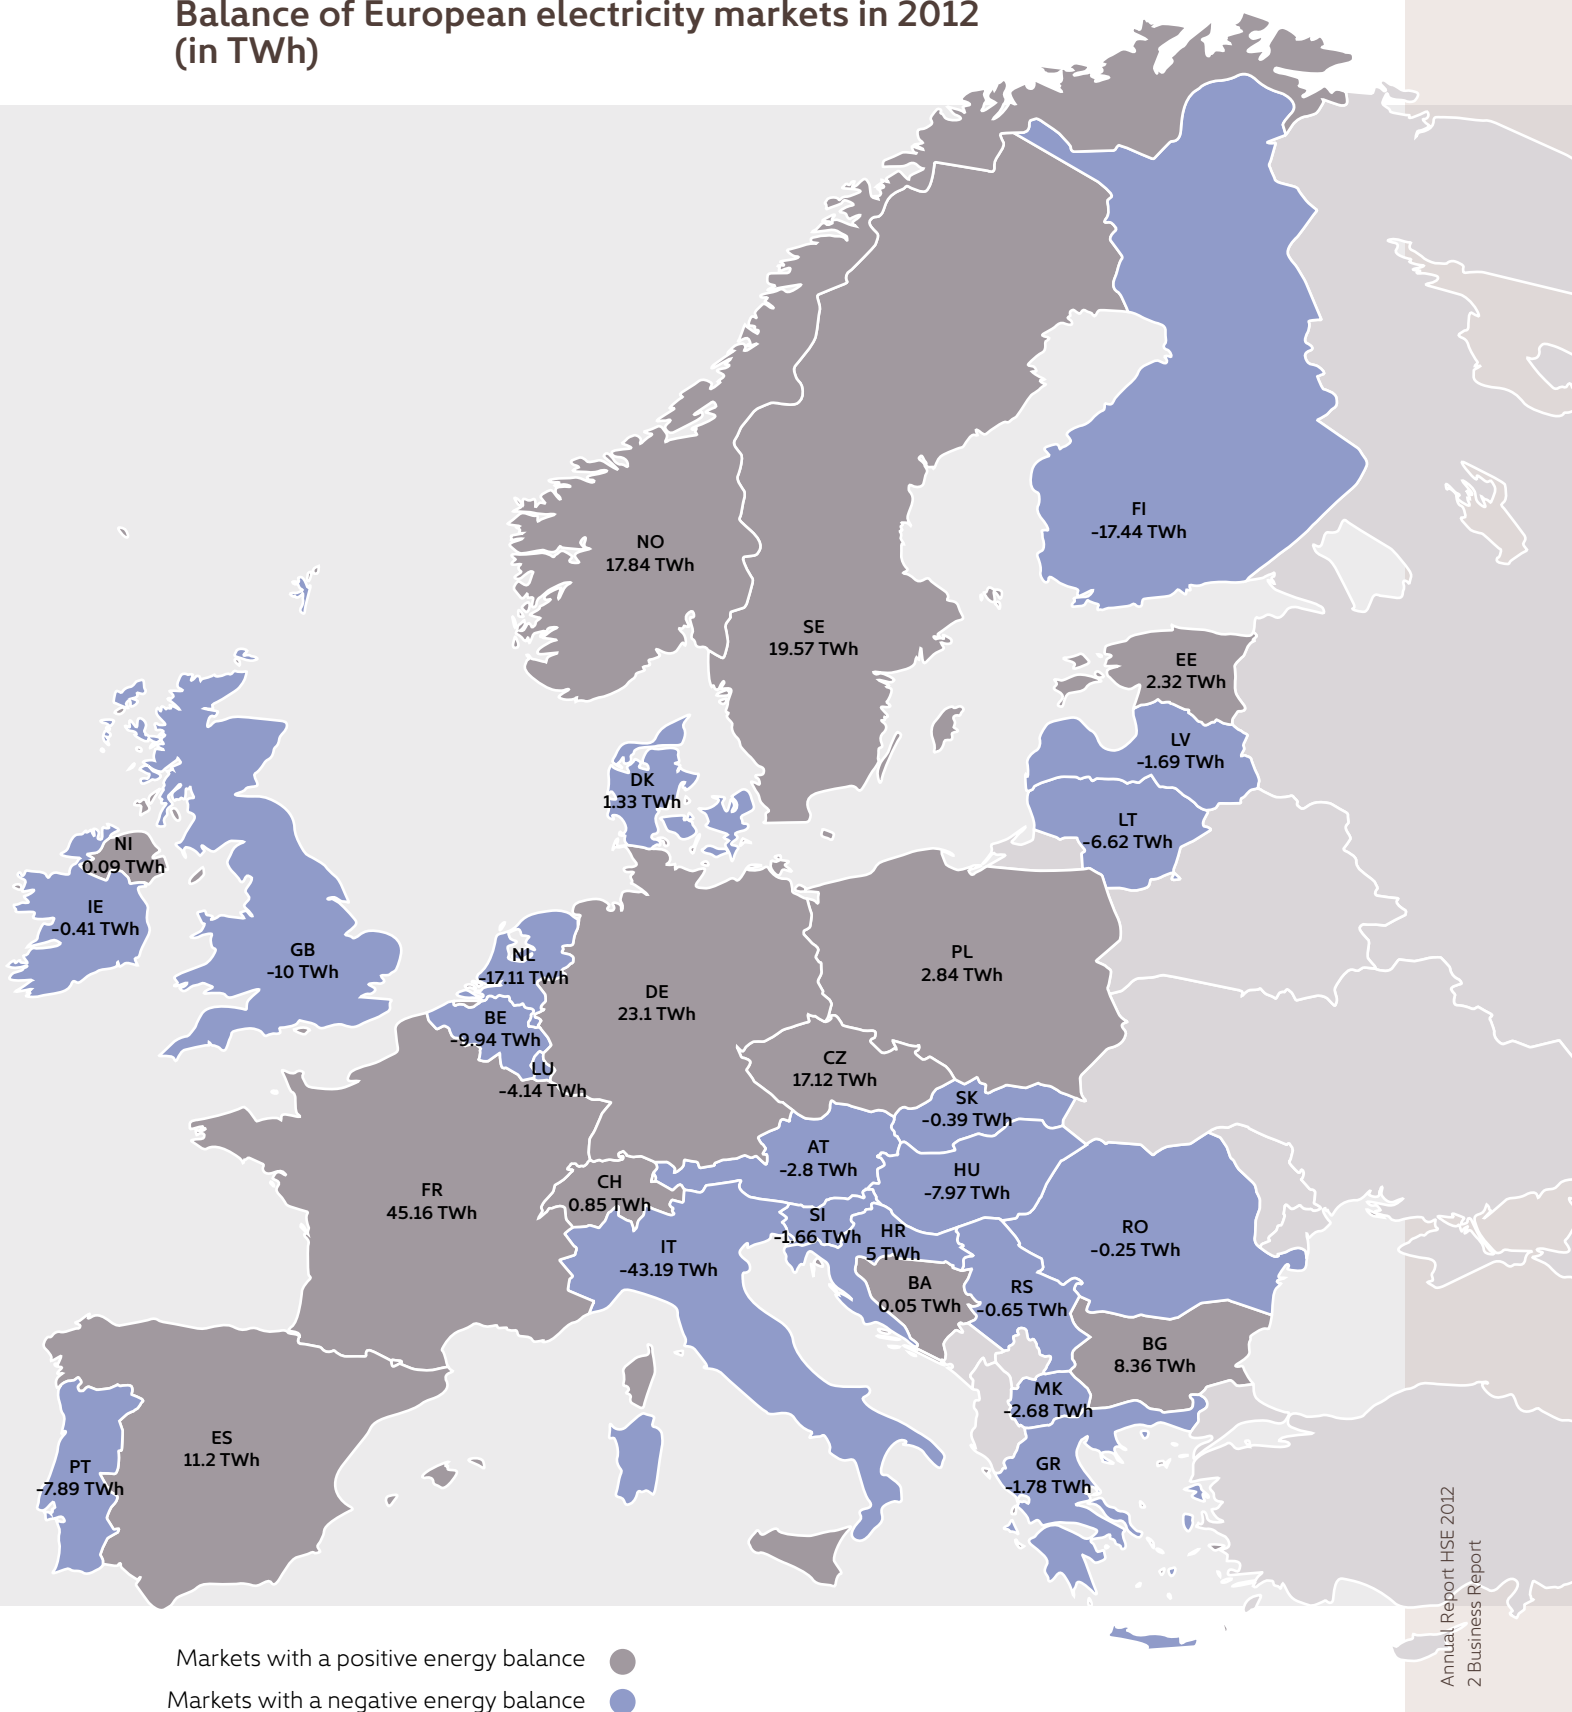 Balance of European electricity markets in 2012
(in TWh)
FI
-17.44 TWh
NO
17.84 TWh
SE
19.57 TWh
EE
2.32 TWh
LV
-1.69 TWh
DK
1.33 TWh
LT
-6.62 TWh
NI
0.09 TWh
IE
-0.41 TWh
GB
-10 TWh
NL
-17.11 TWh
PL
2.84 TWh
DE
23.1 TWh
BE
-9.94 TWh
LU
-4.14 TWh
CZ
17.12 TWh
SK
-0.39 TWh
AT
-2.8 TWh
HU
-7.97 TWh
FR
45.16 TWh
CH
0.85 TWh
SI
-1.66 TWh
HR
5 TWh
RO
-0.25 TWh
IT
-43.19 TWh
BA
0.05 TWh
RS
-0.65 TWh
BG
8.36 TWh
MK
-2.68 TWh
ES
11.2 TWh
PT
-7.89 TWh
GR
-1.78 TWh
Annual Report HSE 2012
2 Business Report
Markets with a positive energy balance
Markets with a negative energy balance